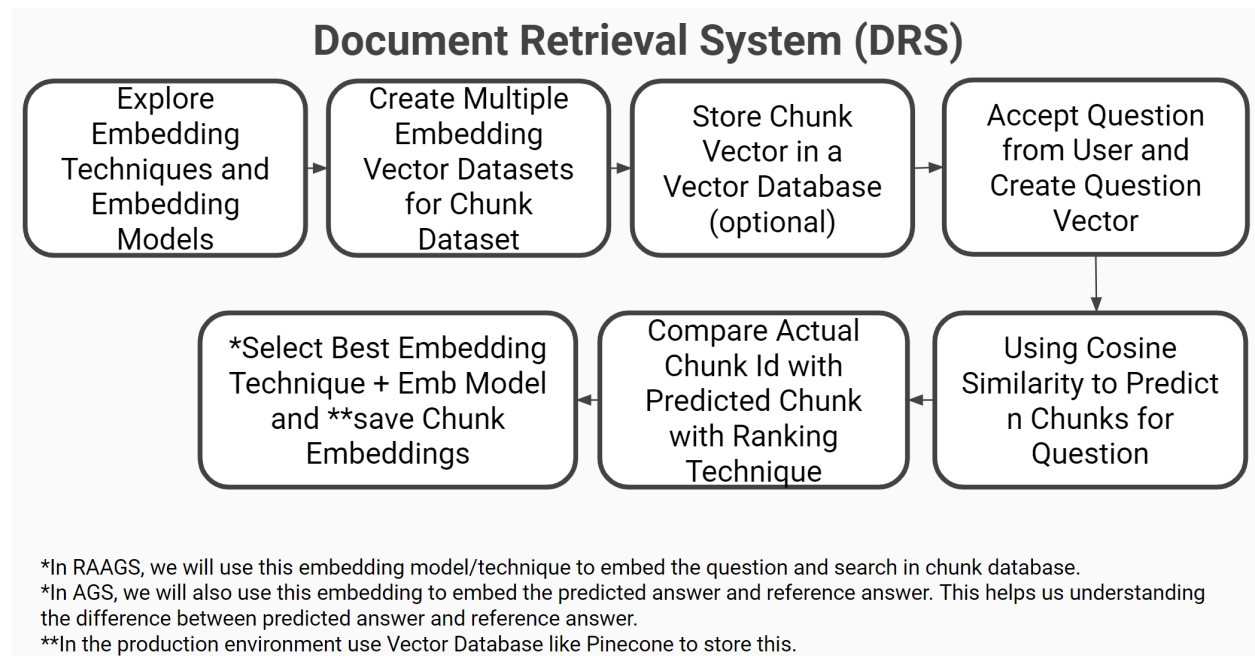 Document Retrieval System (DRS)
Explore
Embedding
Techniques and
Embedding
Models
Create Multiple
Embedding
Vector Datasets
for Chunk
Dataset
Store Chunk
Vector in a
Vector Database
(optional)
Accept Question
from User and
Create Question
Vector
Using Cosine
Similarity to Predict
n Chunks for
Question
Compare Actual
Chunk Id with
Predicted Chunk
with Ranking
Technique
*Select Best Embedding
Technique + Emb Model
and **save Chunk
Embeddings
*In RAAGS, we will use this embedding model/technique to embed the question and search in chunk database.
*In AGS, we will also use this embedding to embed the predicted answer and reference answer. This helps us understanding
the difference between predicted answer and reference answer.
**In the production environment use Vector Database like Pinecone to store this.